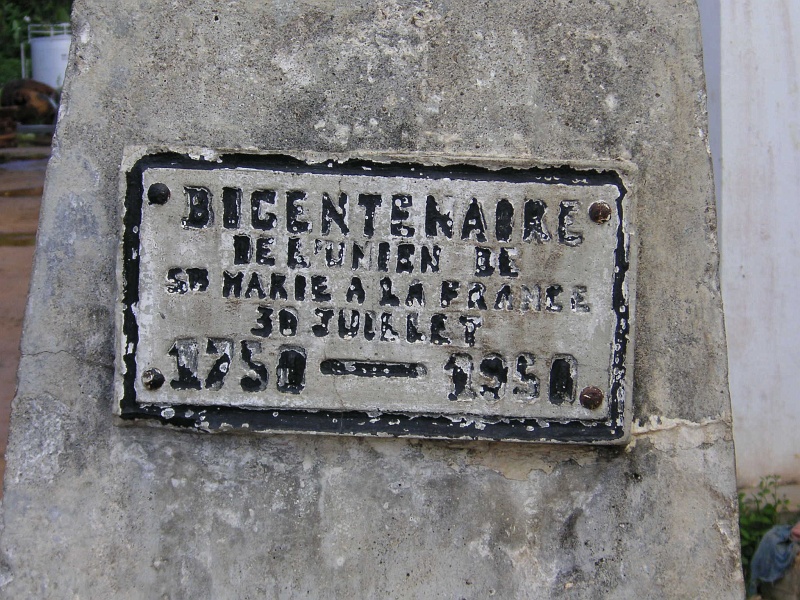 BICENTENAIRE
DE L'UNION DE
STE MARIE A LA FRANCE
30 JUILLET
1750 — 1950